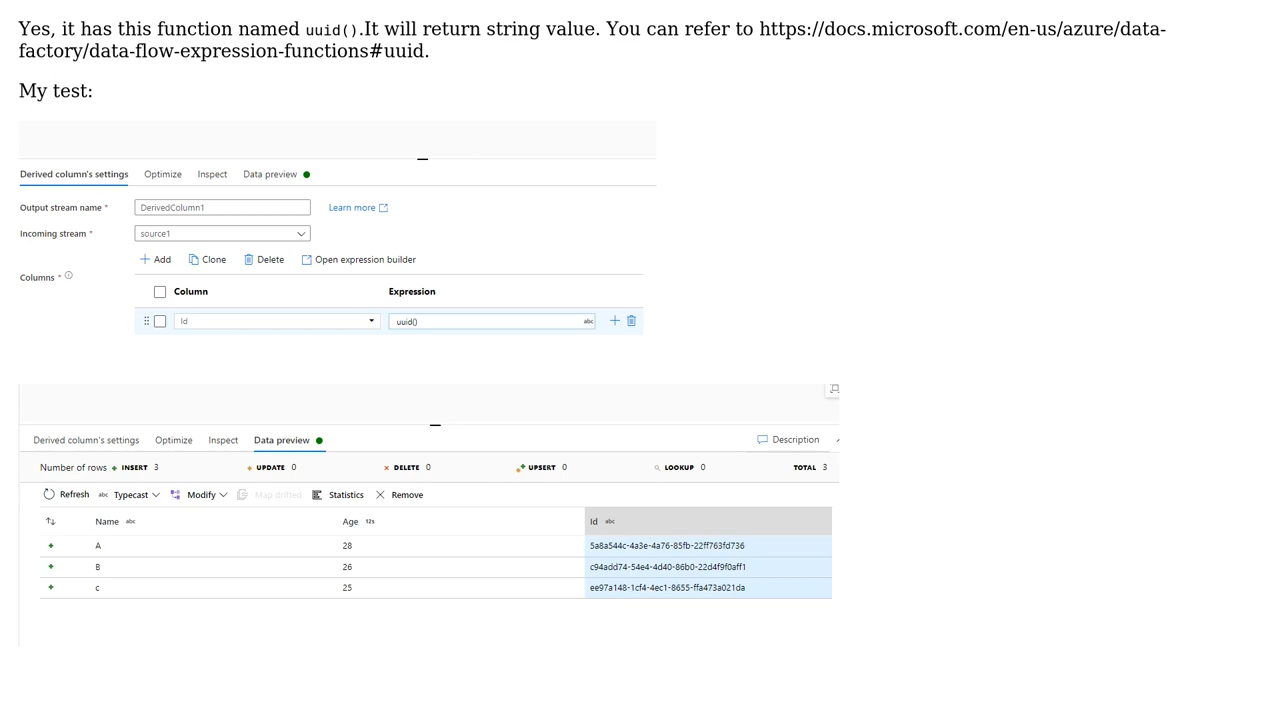 Yes, it has this function named uuid().It will return string value. You can refer to https://docs.microsoft.com/en-us/azure/data-
factory/data-flow-expression-functions#uuid.
My test:
Derived column's settings Optimize Inspect Data preview
Output stream name * DerivedColumn1 Learn more
Incoming stream * source1
Add Clone Delete Open expression builder
Columns *
Column Expression
Id uuid() abc
Derived column's settings Optimize Inspect Data preview Description
Number of rows INSERT 3 UPDATE 0 DELETE 0 UPSERT 0 LOOKUP 0 TOTAL 3
Refresh abc Typecast Modify Map drifted Statistics Remove
Name abc Age 12s Id abc
A 28 5a8a544c-4a3e-4a76-85fb-22ff763fd736
B 26 c94add74-54e4-4d40-86b0-22d4f9f0aff1
c 25 ee97a148-1cf4-4ec1-8655-ffa473a021da